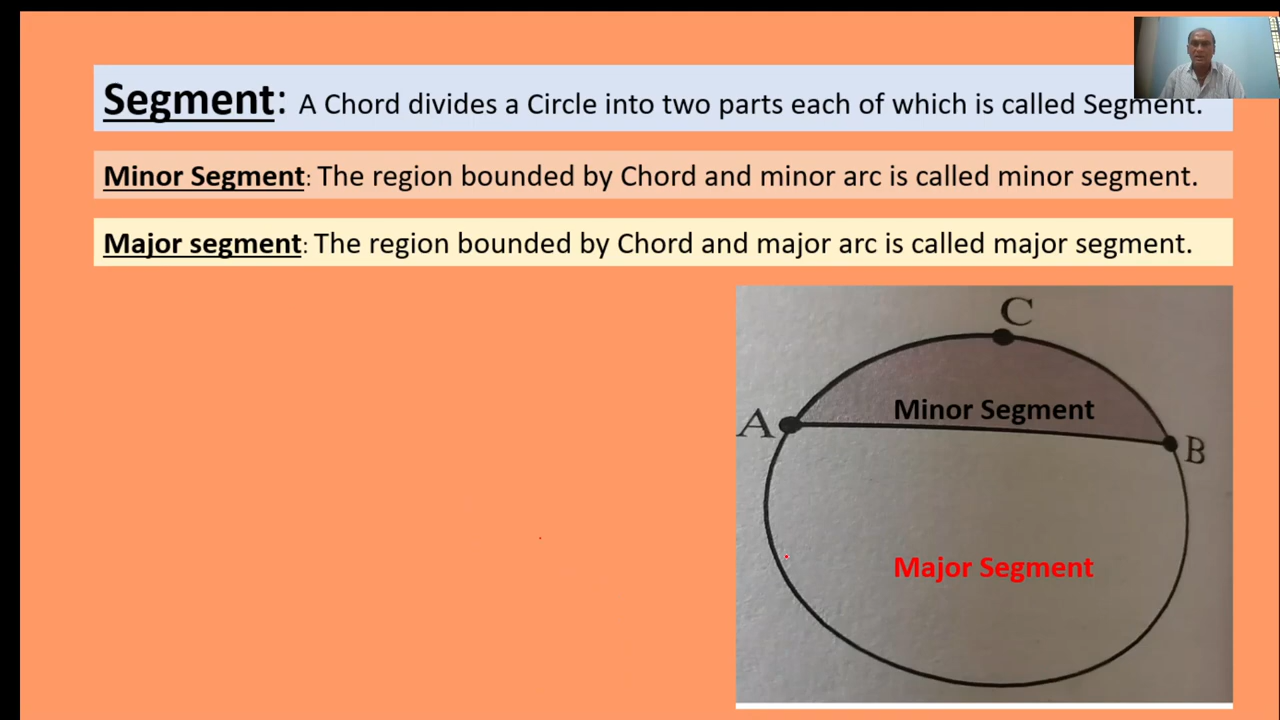 Segment: A Chord divides a Circle into two parts each of which is called Segment.
Minor Segment: The region bounded by Chord and minor arc is called minor segment.
Major segment: The region bounded by Chord and major arc is called major segment.
C
Minor Segment
A
B
Major Segment